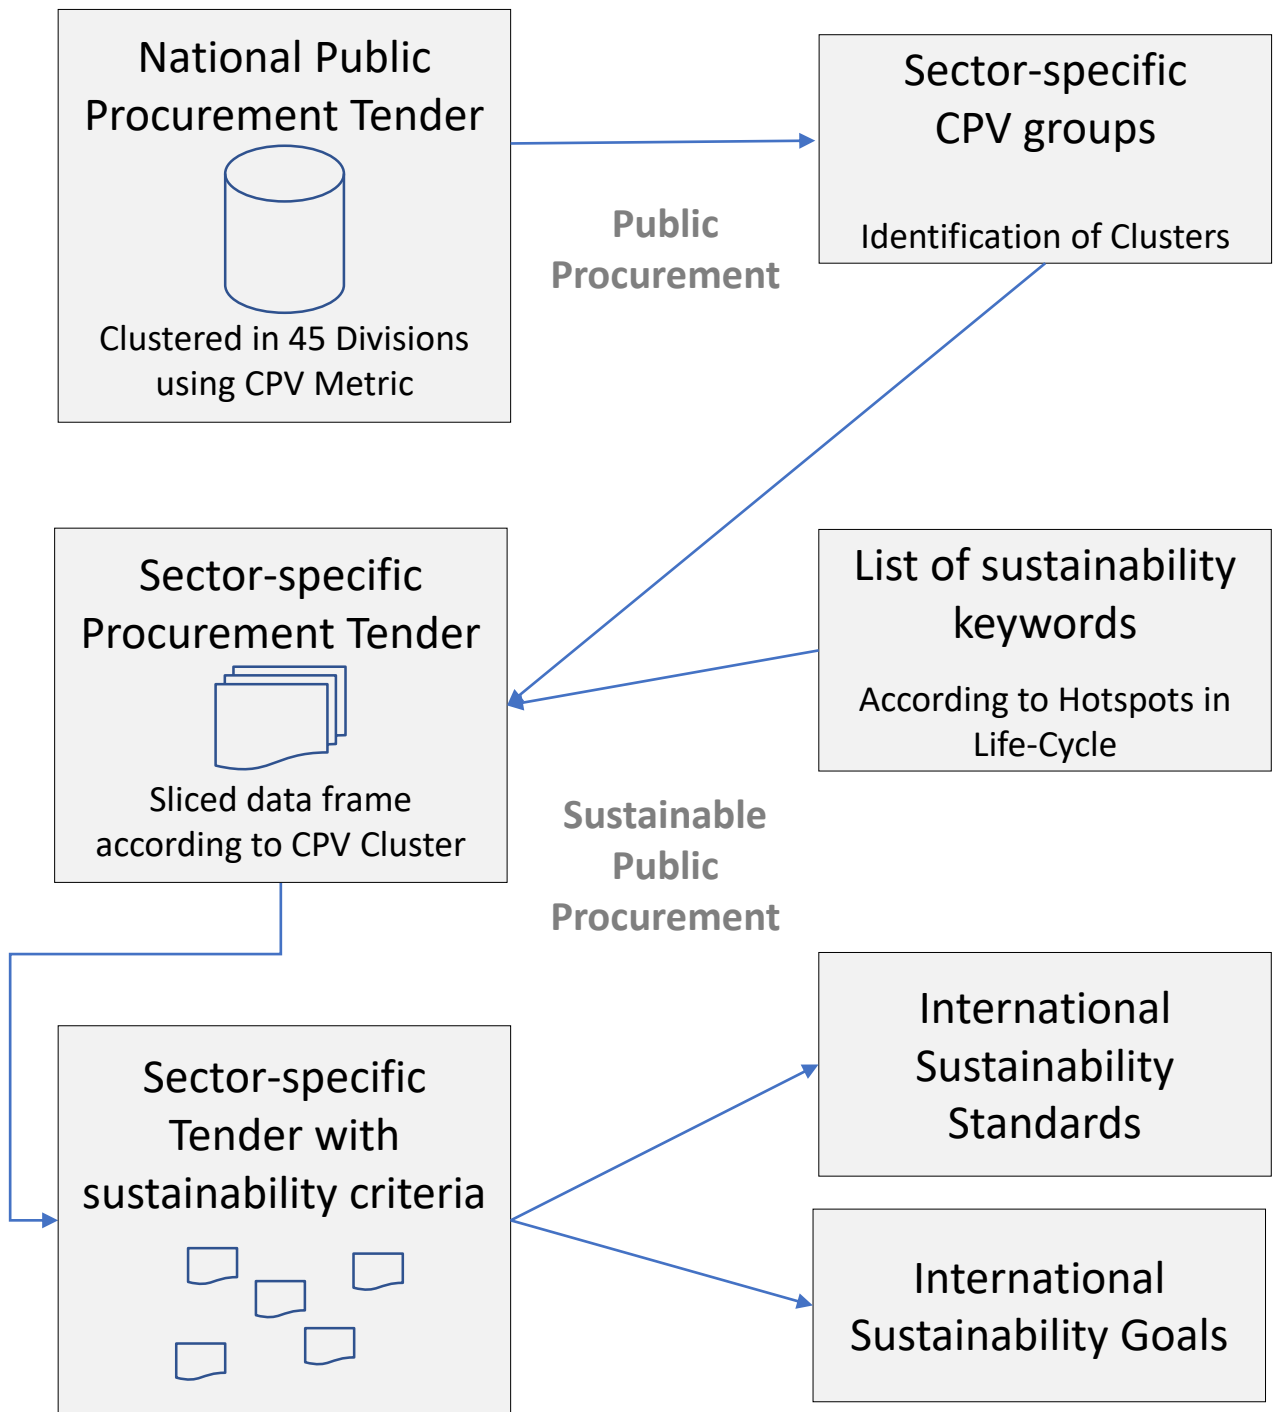 National Public
Procurement Tender
Clustered in 45 Divisions
using CPV Metric
Public
Procurement
Sector-specific
CPV groups
Identification of Clusters
Sector-specific
Procurement Tender
Sliced data frame
according to CPV Cluster
List of sustainability
keywords
According to Hotspots in
Life-Cycle
Sustainable
Public
Procurement
Sector-specific
Tender with
sustainability criteria
International
Sustainability
Standards
International
Sustainability Goals